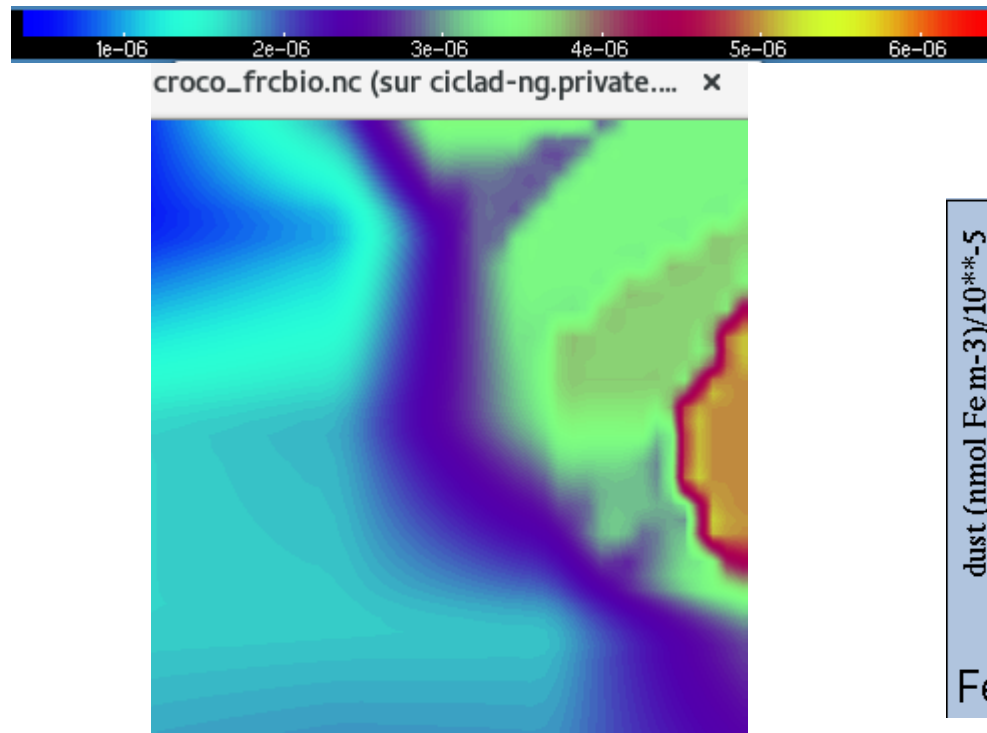 1e-06 2e-06 3e-06 4e-06 5e-06 6e-06
croco_frcbio.nc (sur ciclad-ng.private.... ×
dust (nmol Fe m-3)/10**-5
Fe